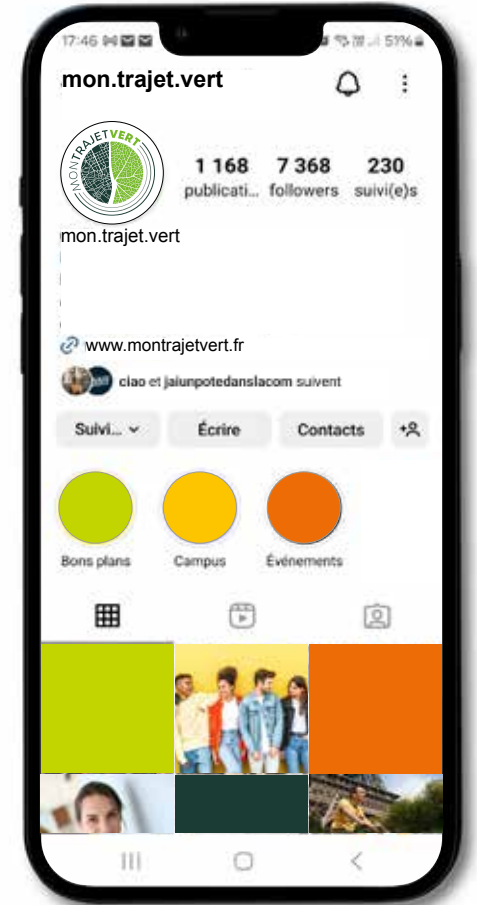 17:46
51%
mon.trajet.vert
MONTRAJETVERT
1 168 7 368 230
publicati... followers suivi(e)s
mon.trajet.vert
www.montrajetvert.fr
ciao et jaiunpotedanslacom suivent
Suivi... Écrire Contacts
Bons plans Campus Événements